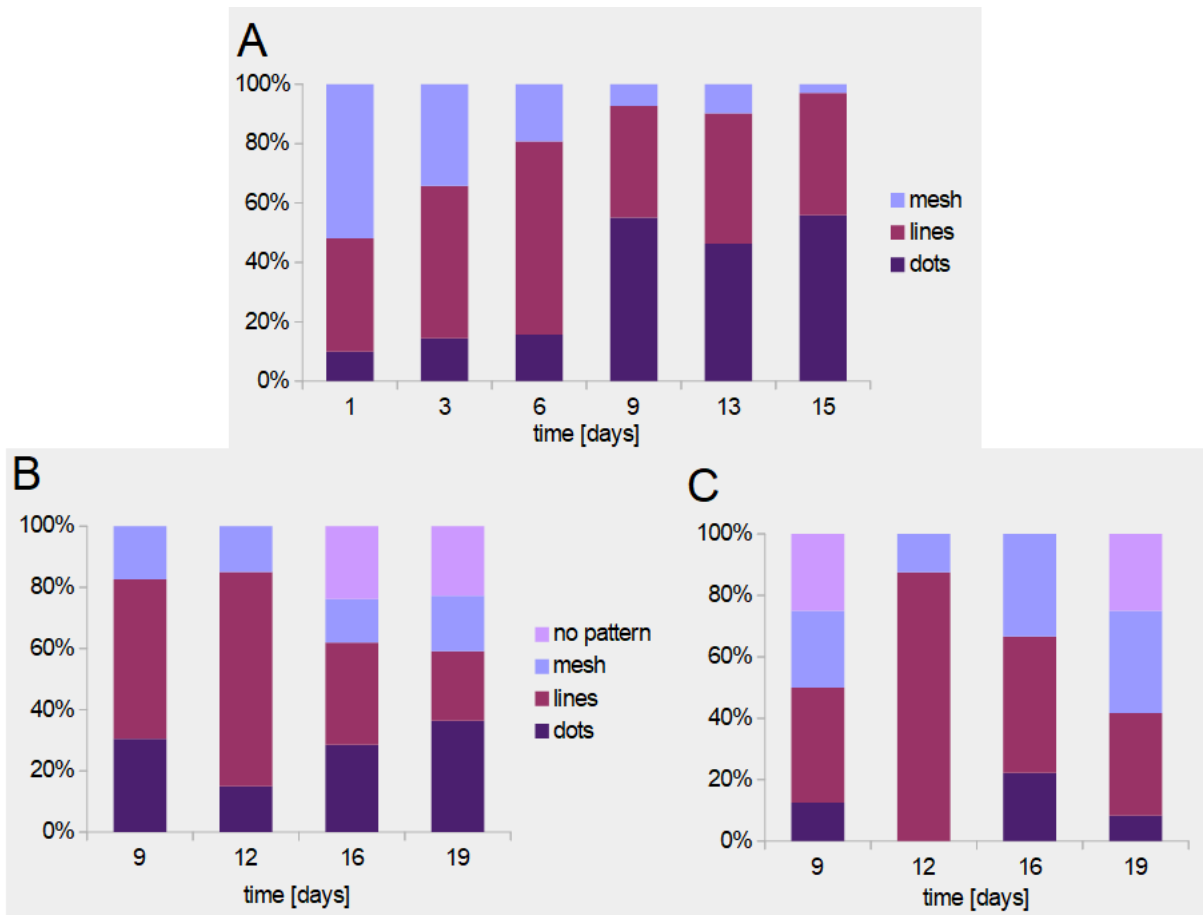 A
100%
80%
60%
40%
20%
0%
1 3 6 9 13 15
time [days]
mesh
lines
dots
B
100%
80%
60%
40%
20%
0%
9 12 16 19
time [days]
no pattern
mesh
lines
dots
C
100%
80%
60%
40%
20%
0%
9 12 16 19
time [days]